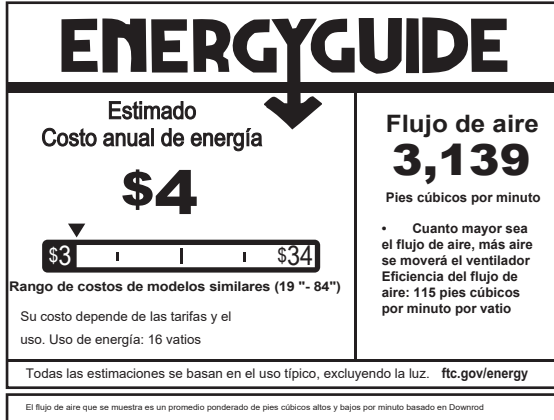 ENERGYGUIDE
Estimado
Costo anual de energía
$4
$3
$34
Rango de costos de modelos similares (19 "- 84")
Su costo depende de las tarifas y el
uso. Uso de energía: 16 vatios
Flujo de aire
3,139
Pies cúbicos por minuto
• Cuanto mayor sea
el flujo de aire, más aire
se moverá el ventilador
Eficiencia del flujo de
aire: 115 pies cúbicos
por minuto por vatio
Todas las estimaciones se basan en el uso típico, excluyendo la luz. ftc.gov/energy
El flujo de aire que se muestra es un promedio ponderado de pies cúbicos altos y bajos por minuto basado en Downrod